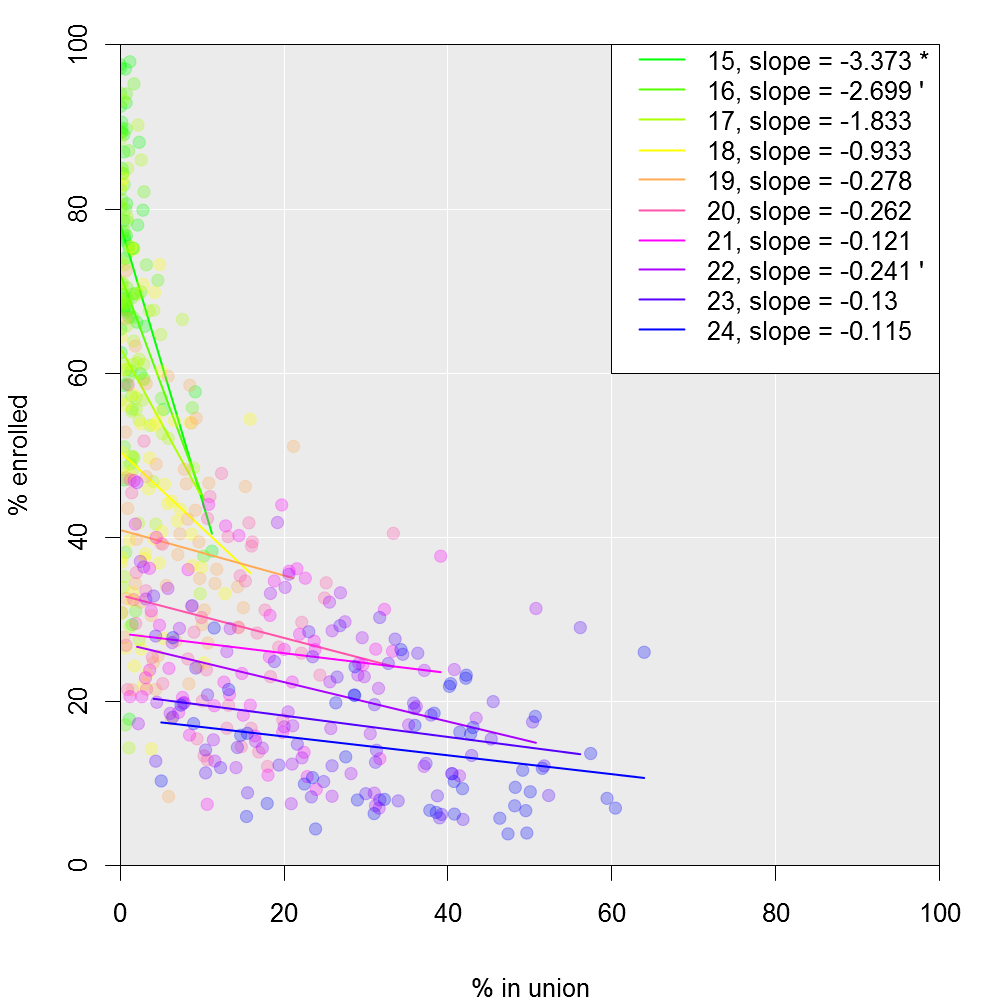 100
80
60
40
20
0
% enrolled
15, slope = -3.373 *
16, slope = -2.699 '
17, slope = -1.833
18, slope = -0.933
19, slope = -0.278
20, slope = -0.262
21, slope = -0.121
22, slope = -0.241 '
23, slope = -0.13
24, slope = -0.115
0 20 40 60 80 100
% in union